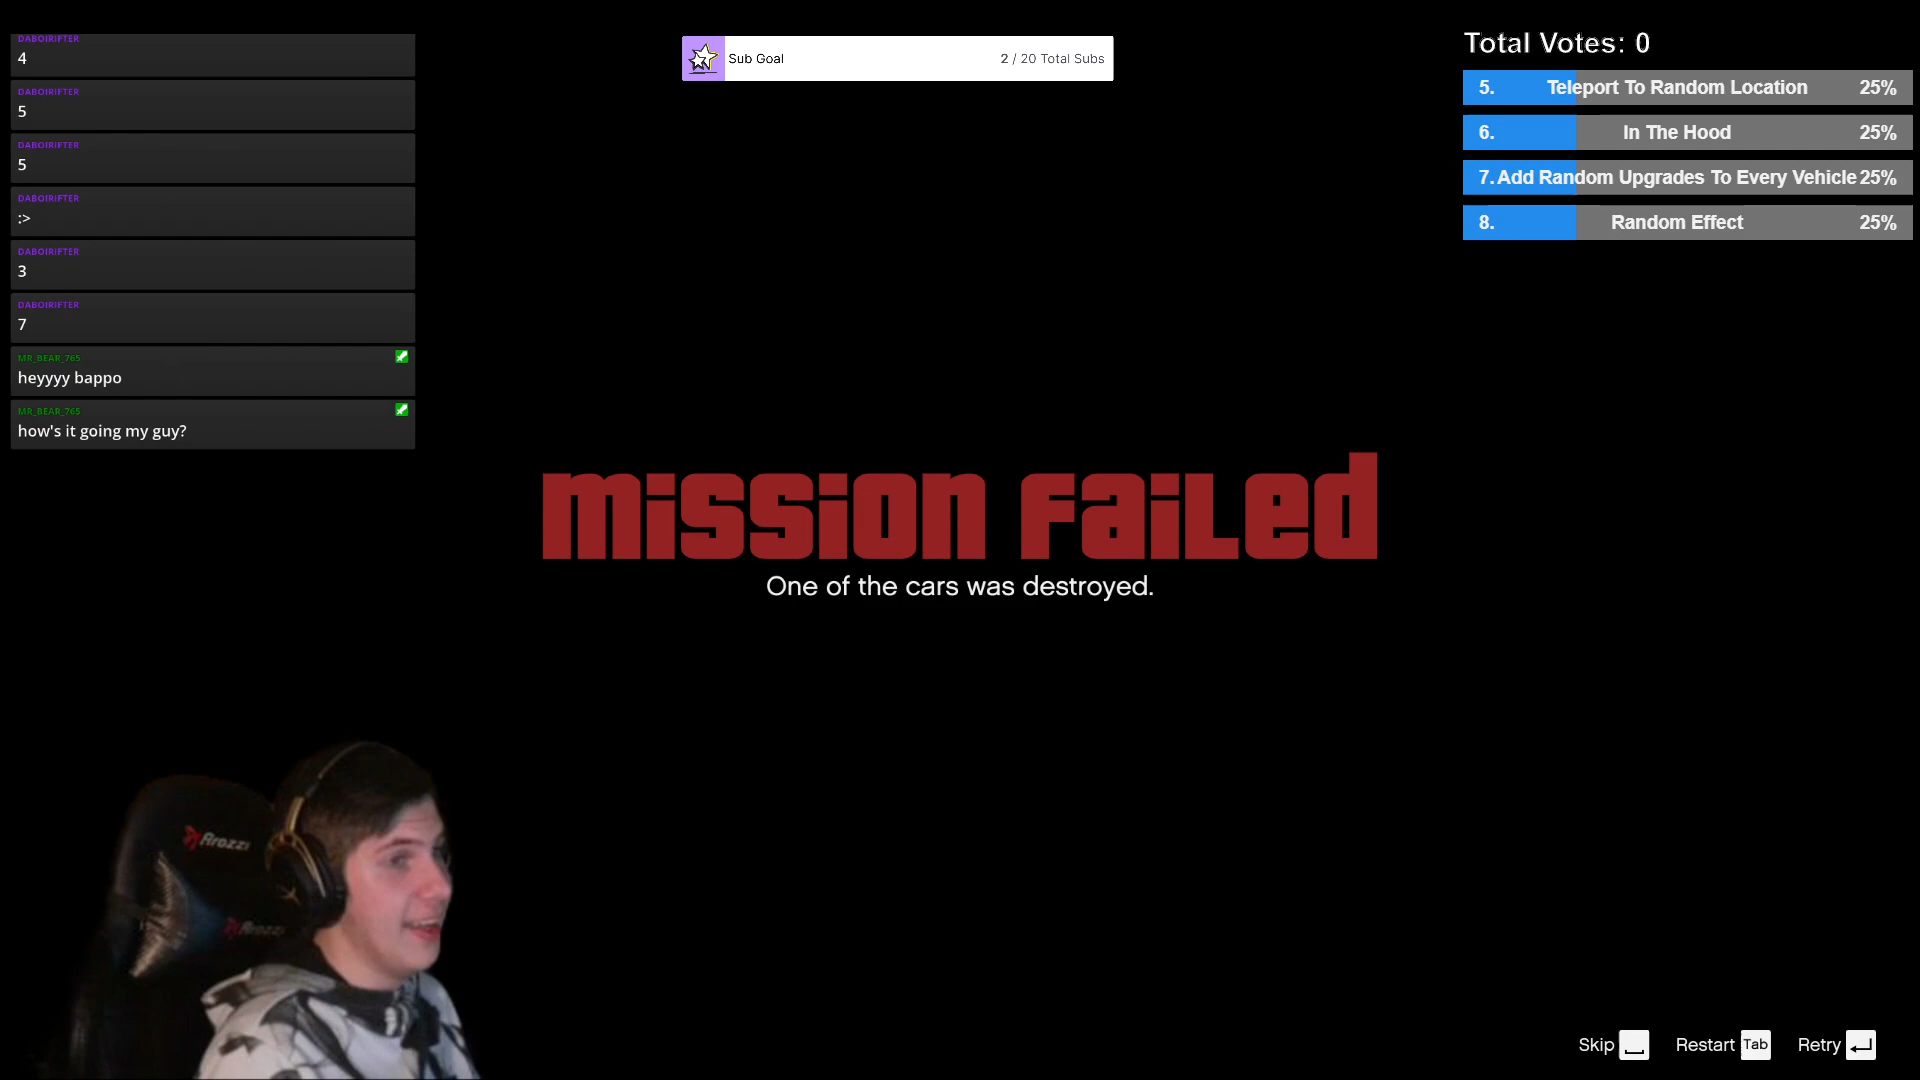 DABOIRIFTER
4
DABOIRIFTER
5
DABOIRIFTER
5
DABOIRIFTER
:>
DABOIRIFTER
3
DABOIRIFTER
7
MR_BEAR_765
heyyyy bappo
MR_BEAR_765
how's it going my guy?
Sub Goal 2 / 20 Total Subs
Total Votes: 0
5. Teleport To Random Location 25%
6. In The Hood 25%
7. Add Random Upgrades To Every Vehicle 25%
8. Random Effect 25%
mission failed
One of the cars was destroyed.
Arozzi
Arozzi
Skip Restart Tab Retry